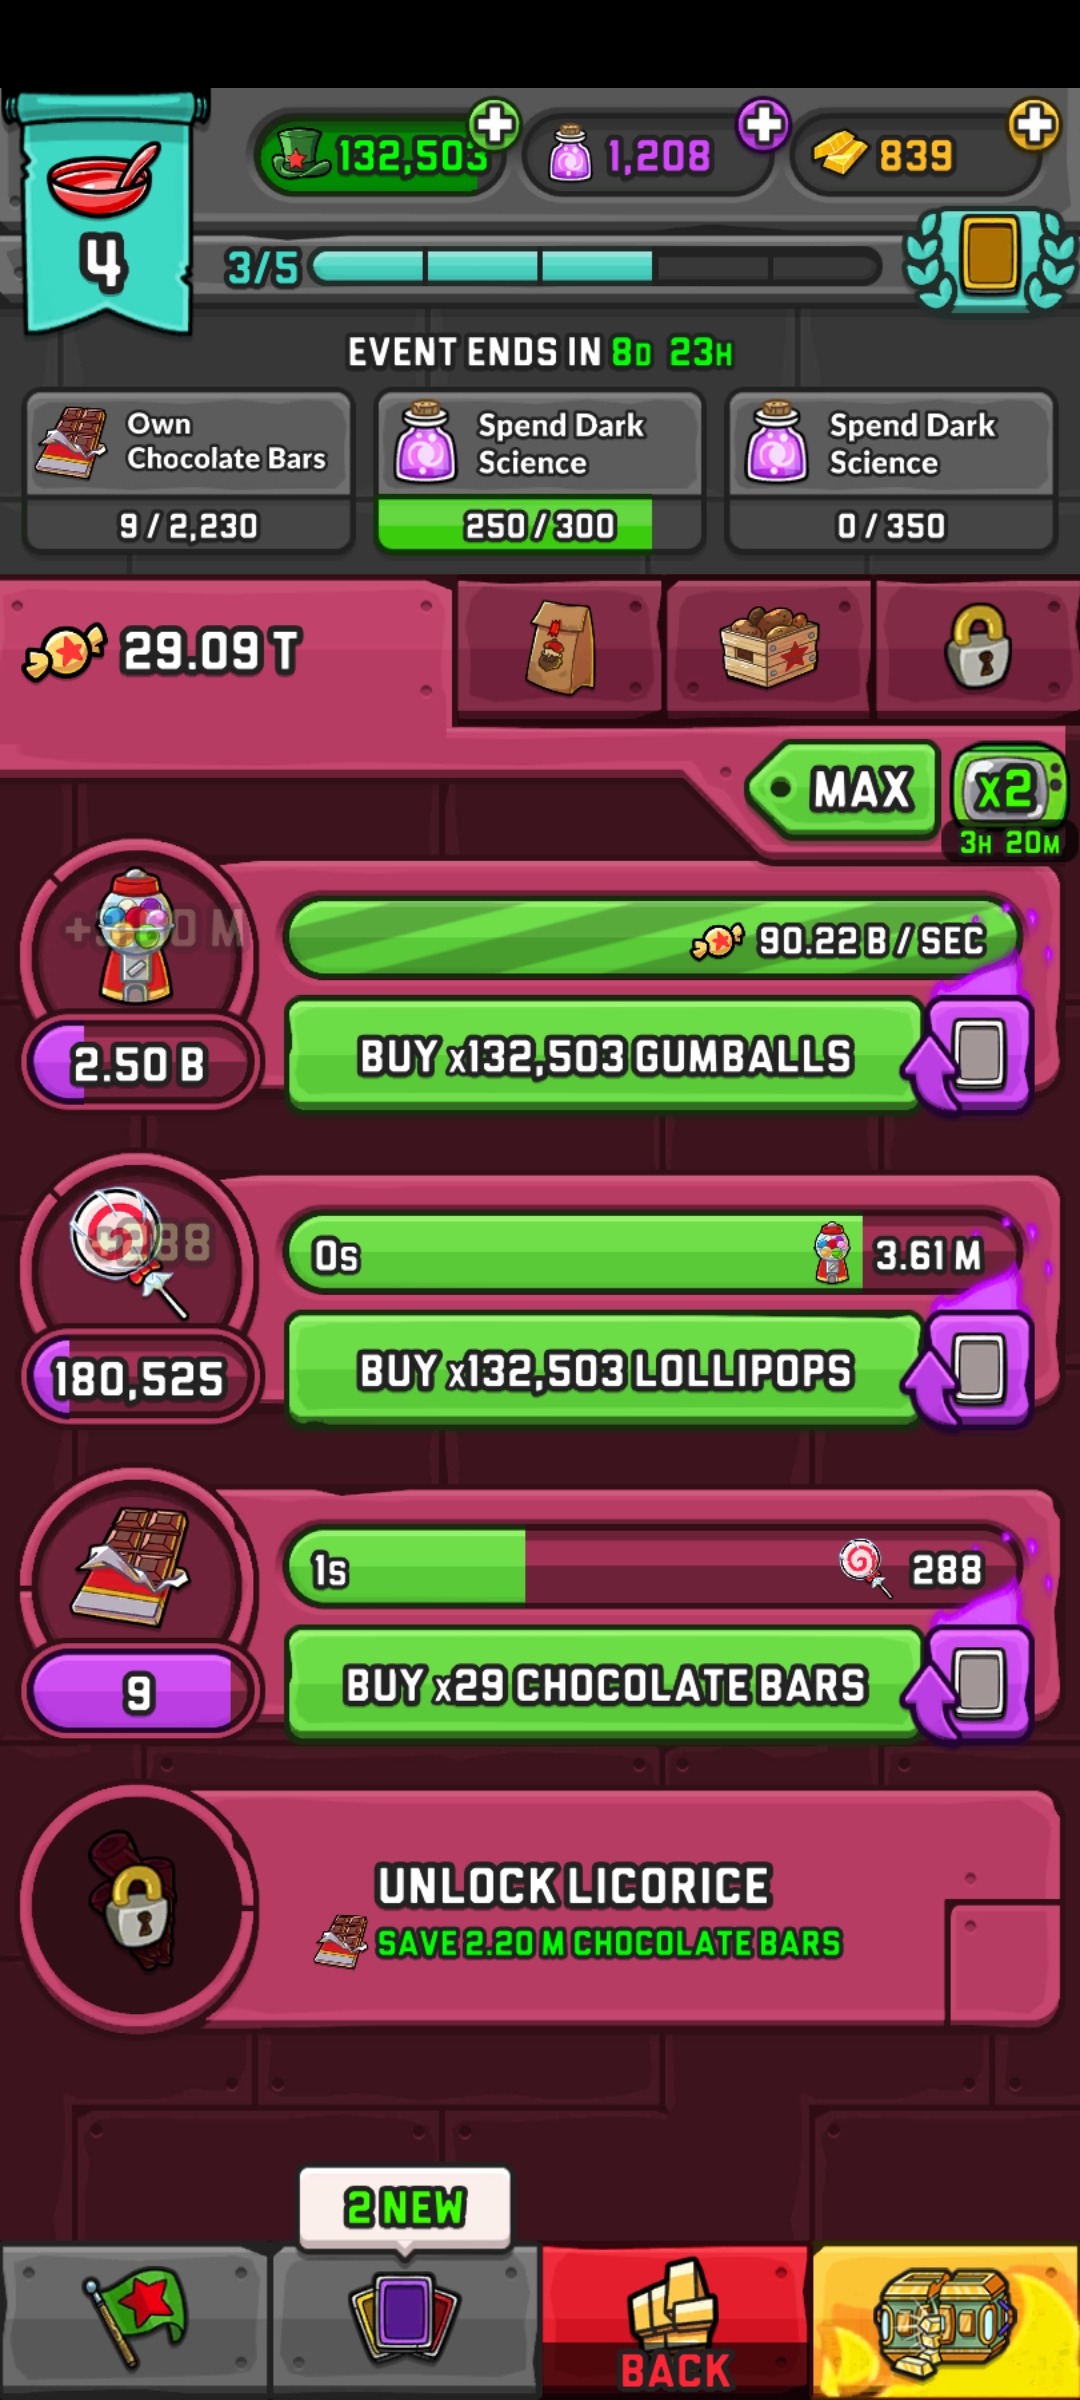 132,503
1,208
839
4
3/5
EVENT ENDS IN 8D 23H
Own
Chocolate Bars
9 / 2,230
Spend Dark
Science
250 / 300
Spend Dark
Science
0 / 350
29.09 T
MAX
x2
3H 20M
90.22 B / SEC
2.50 B
BUY x132,503 GUMBALLS
+288
0s
3.61 M
180,525
BUY x132,503 LOLLIPOPS
1s
288
9
BUY x29 CHOCOLATE BARS
UNLOCK LICORICE
SAVE 2.20 M CHOCOLATE BARS
2 NEW
BACK